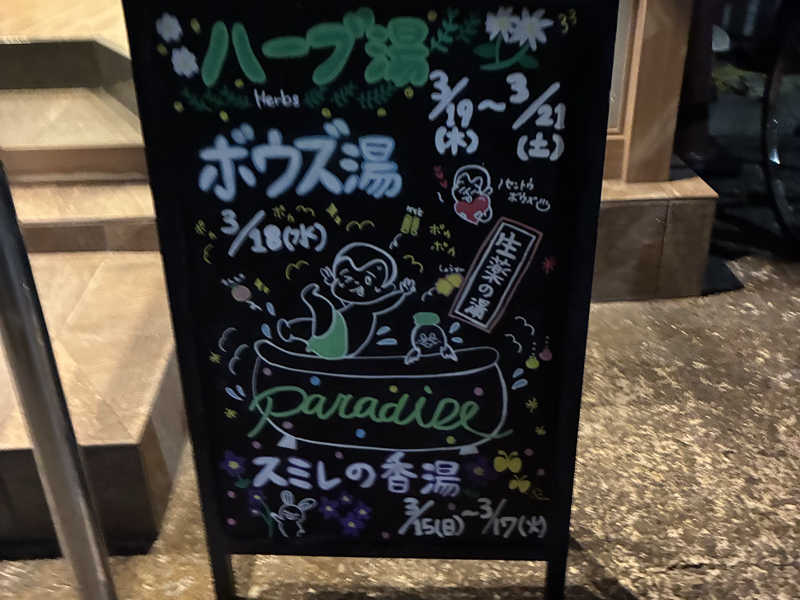 ハーブ湯
Herbs
3/19〜3/21
(木)
(土)
ボウズ湯
3/18(水)
生薬の湯
paradise
スミレの香湯
3/15(日)〜3/17(火)